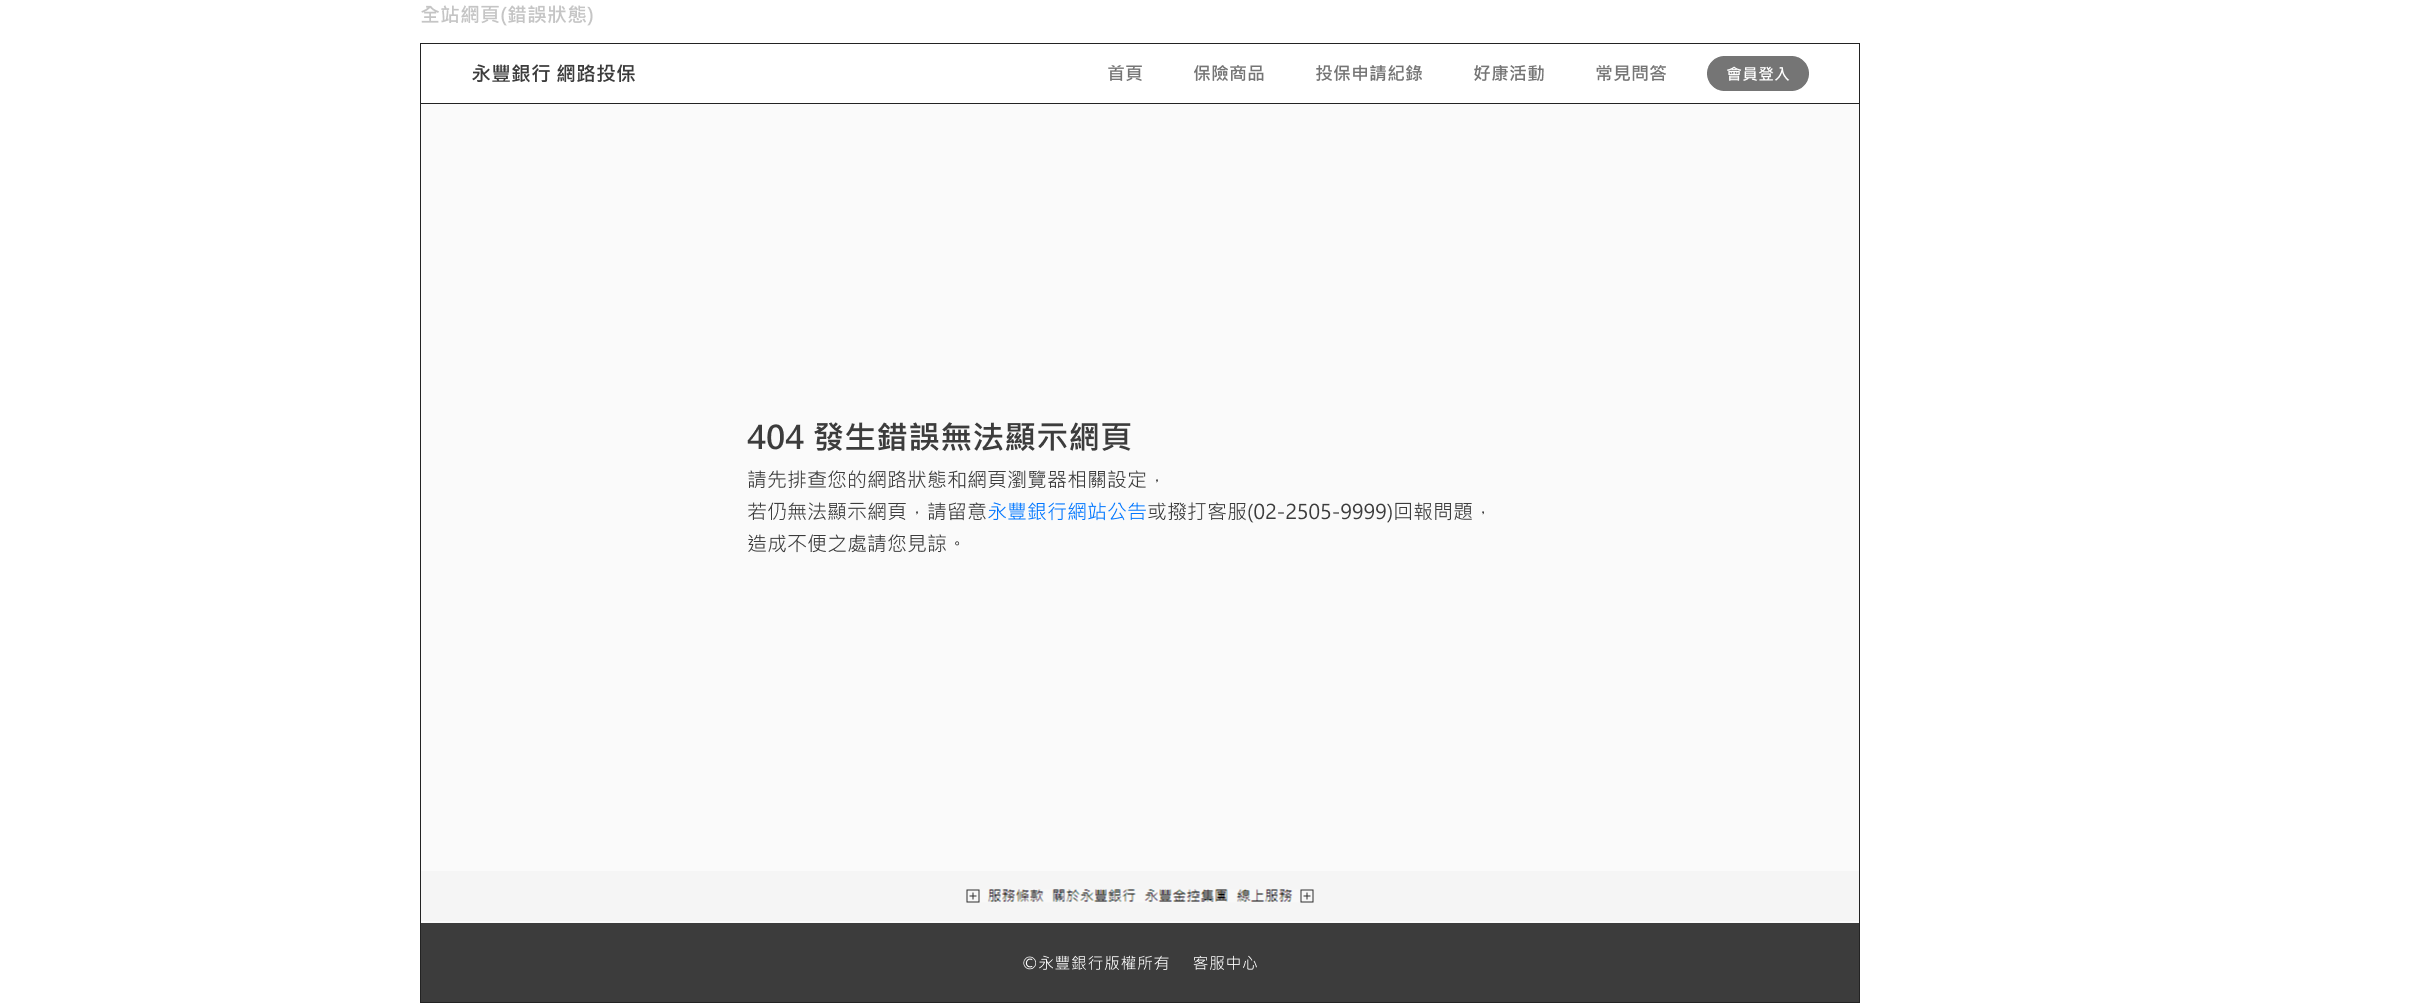 全站網頁(錯誤狀態)
永豐銀行 網路投保 首頁 保險商品 投保申請紀錄 好康活動 常見問答 會員登入
404 發生錯誤無法顯示網頁
請先排查您的網路狀態和網頁瀏覽器相關設定，
若仍無法顯示網頁，請留意永豐銀行網站公告或撥打客服(02-2505-9999)回報問題，
造成不便之處請您見諒。
服務條款 關於永豐銀行 永豐金控集團 線上服務
©永豐銀行版權所有 客服中心